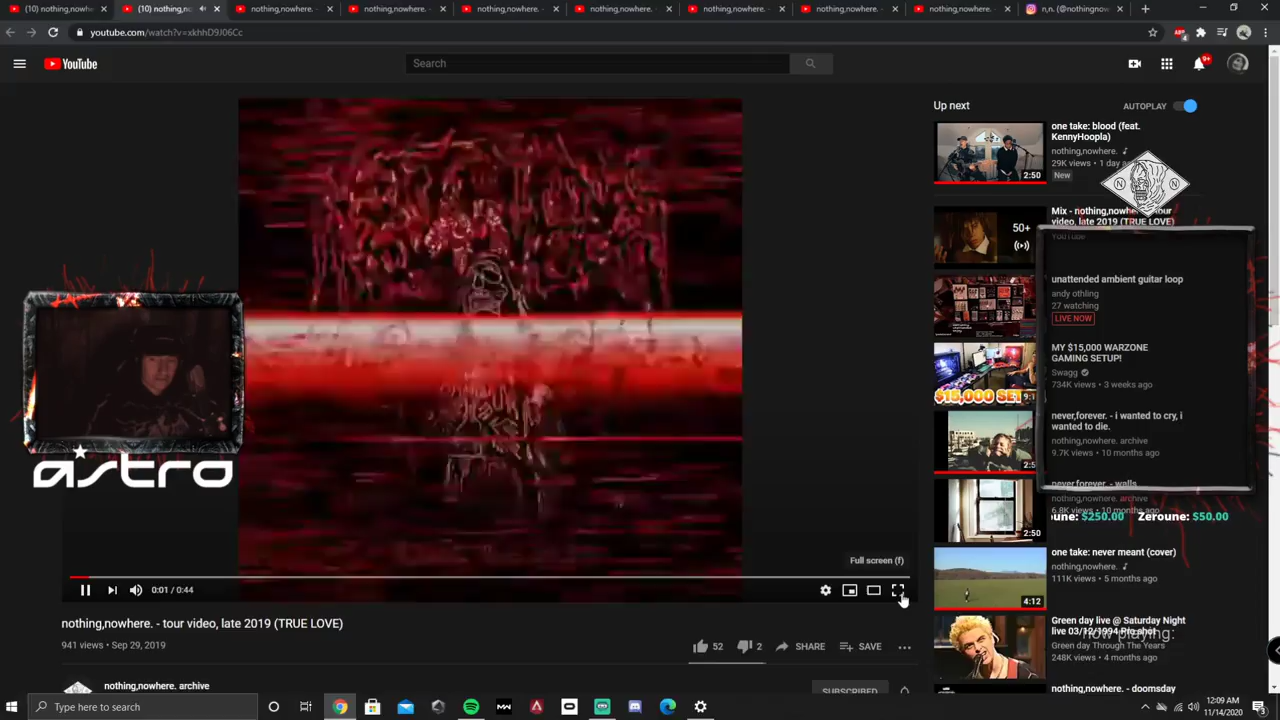 (10) nothing,nowhe
(10) nothing,no
nothing,nowhere. -
nothing,nowhere. -
nothing,nowhere. -
nothing,nowhere. -
nothing,nowhere. -
nothing,nowhere. -
nothing,nowhere. -
n,n. (@nothingnow
youtube.com/watch?v=xkhhD9J06Cc
YouTube
Search
9+
Up next
AUTOPLAY
one take: blood (feat.
KennyHoopla)
nothing,nowhere.
29K views • 1 day
New
2:50
N N
Mix - nothing,nowhere. - tour
video, late 2019 (TRUE LOVE)
YouTube
50+
unattended ambient guitar loop
andy othling
27 watching
LIVE NOW
MY $15,000 WARZONE
GAMING SETUP!
Swagg
734K views • 3 weeks ago
$15,000 SET
9:1
never,forever. - i wanted to cry, i
wanted to die.
nothing,nowhere. archive
9.7K views • 10 months ago
2:5
never,forever. - walls
nothing,nowhere. archive
6.8K views • 10 months ago
2:50
oune: $250.00 Zeroune: $50.00
one take: never meant (cover)
nothing,nowhere.
111K views • 5 months ago
4:12
Green day live @ Saturday Night
live 03/12/1994
now playing:
Green day Through The Years
248K views • 4 months ago
nothing,nowhere. - doomsday
astro
Full screen (f)
0:01 / 0:44
nothing,nowhere. - tour video, late 2019 (TRUE LOVE)
941 views • Sep 29, 2019
52
2
SHARE
SAVE
nothing,nowhere. archive
SUBSCRIBED
Type here to search
12:09 AM
11/14/2020
3